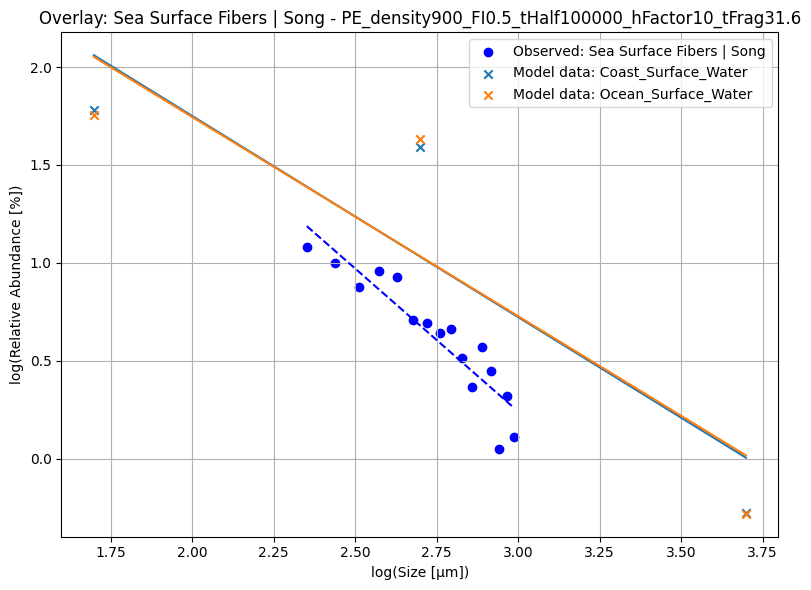 Overlay: Sea Surface Fibers | Song - PE_density900_FI0.5_tHalf100000_hFactor10_tFrag31.6
Observed: Sea Surface Fibers | Song
Model data: Coast_Surface_Water
Model data: Ocean_Surface_Water
log(Relative Abundance [%])
2.0
1.5
1.0
0.5
0.0
1.75 2.00 2.25 2.50 2.75 3.00 3.25 3.50 3.75
log(Size [µm])